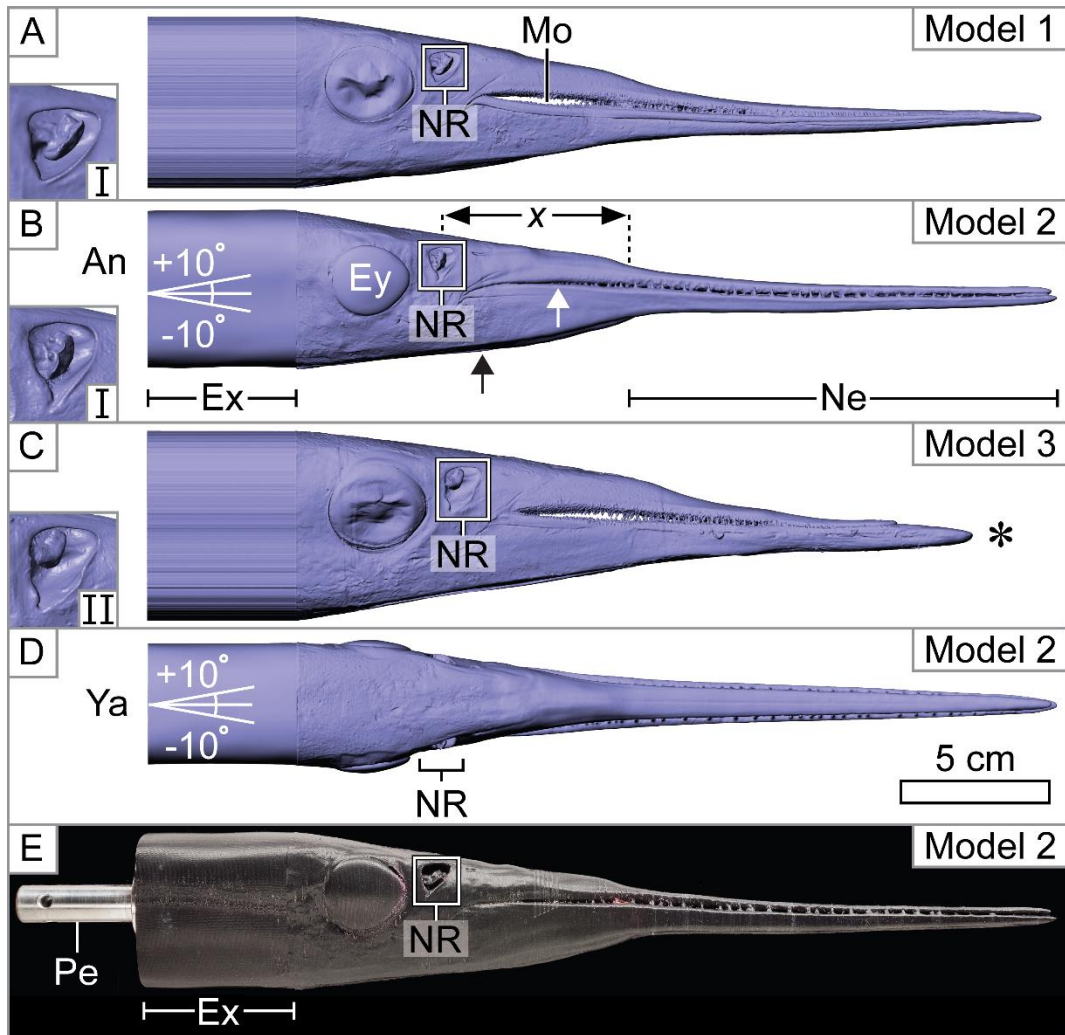 A
Mo
Model 1
NR
I
B
x
Model 2
An
+10°
-10°
Ey
NR
I
Ex
Ne
C
Model 3
NR
II
*
D
Model 2
Ya
+10°
-10°
NR
5 cm
E
Model 2
NR
Pe
Ex